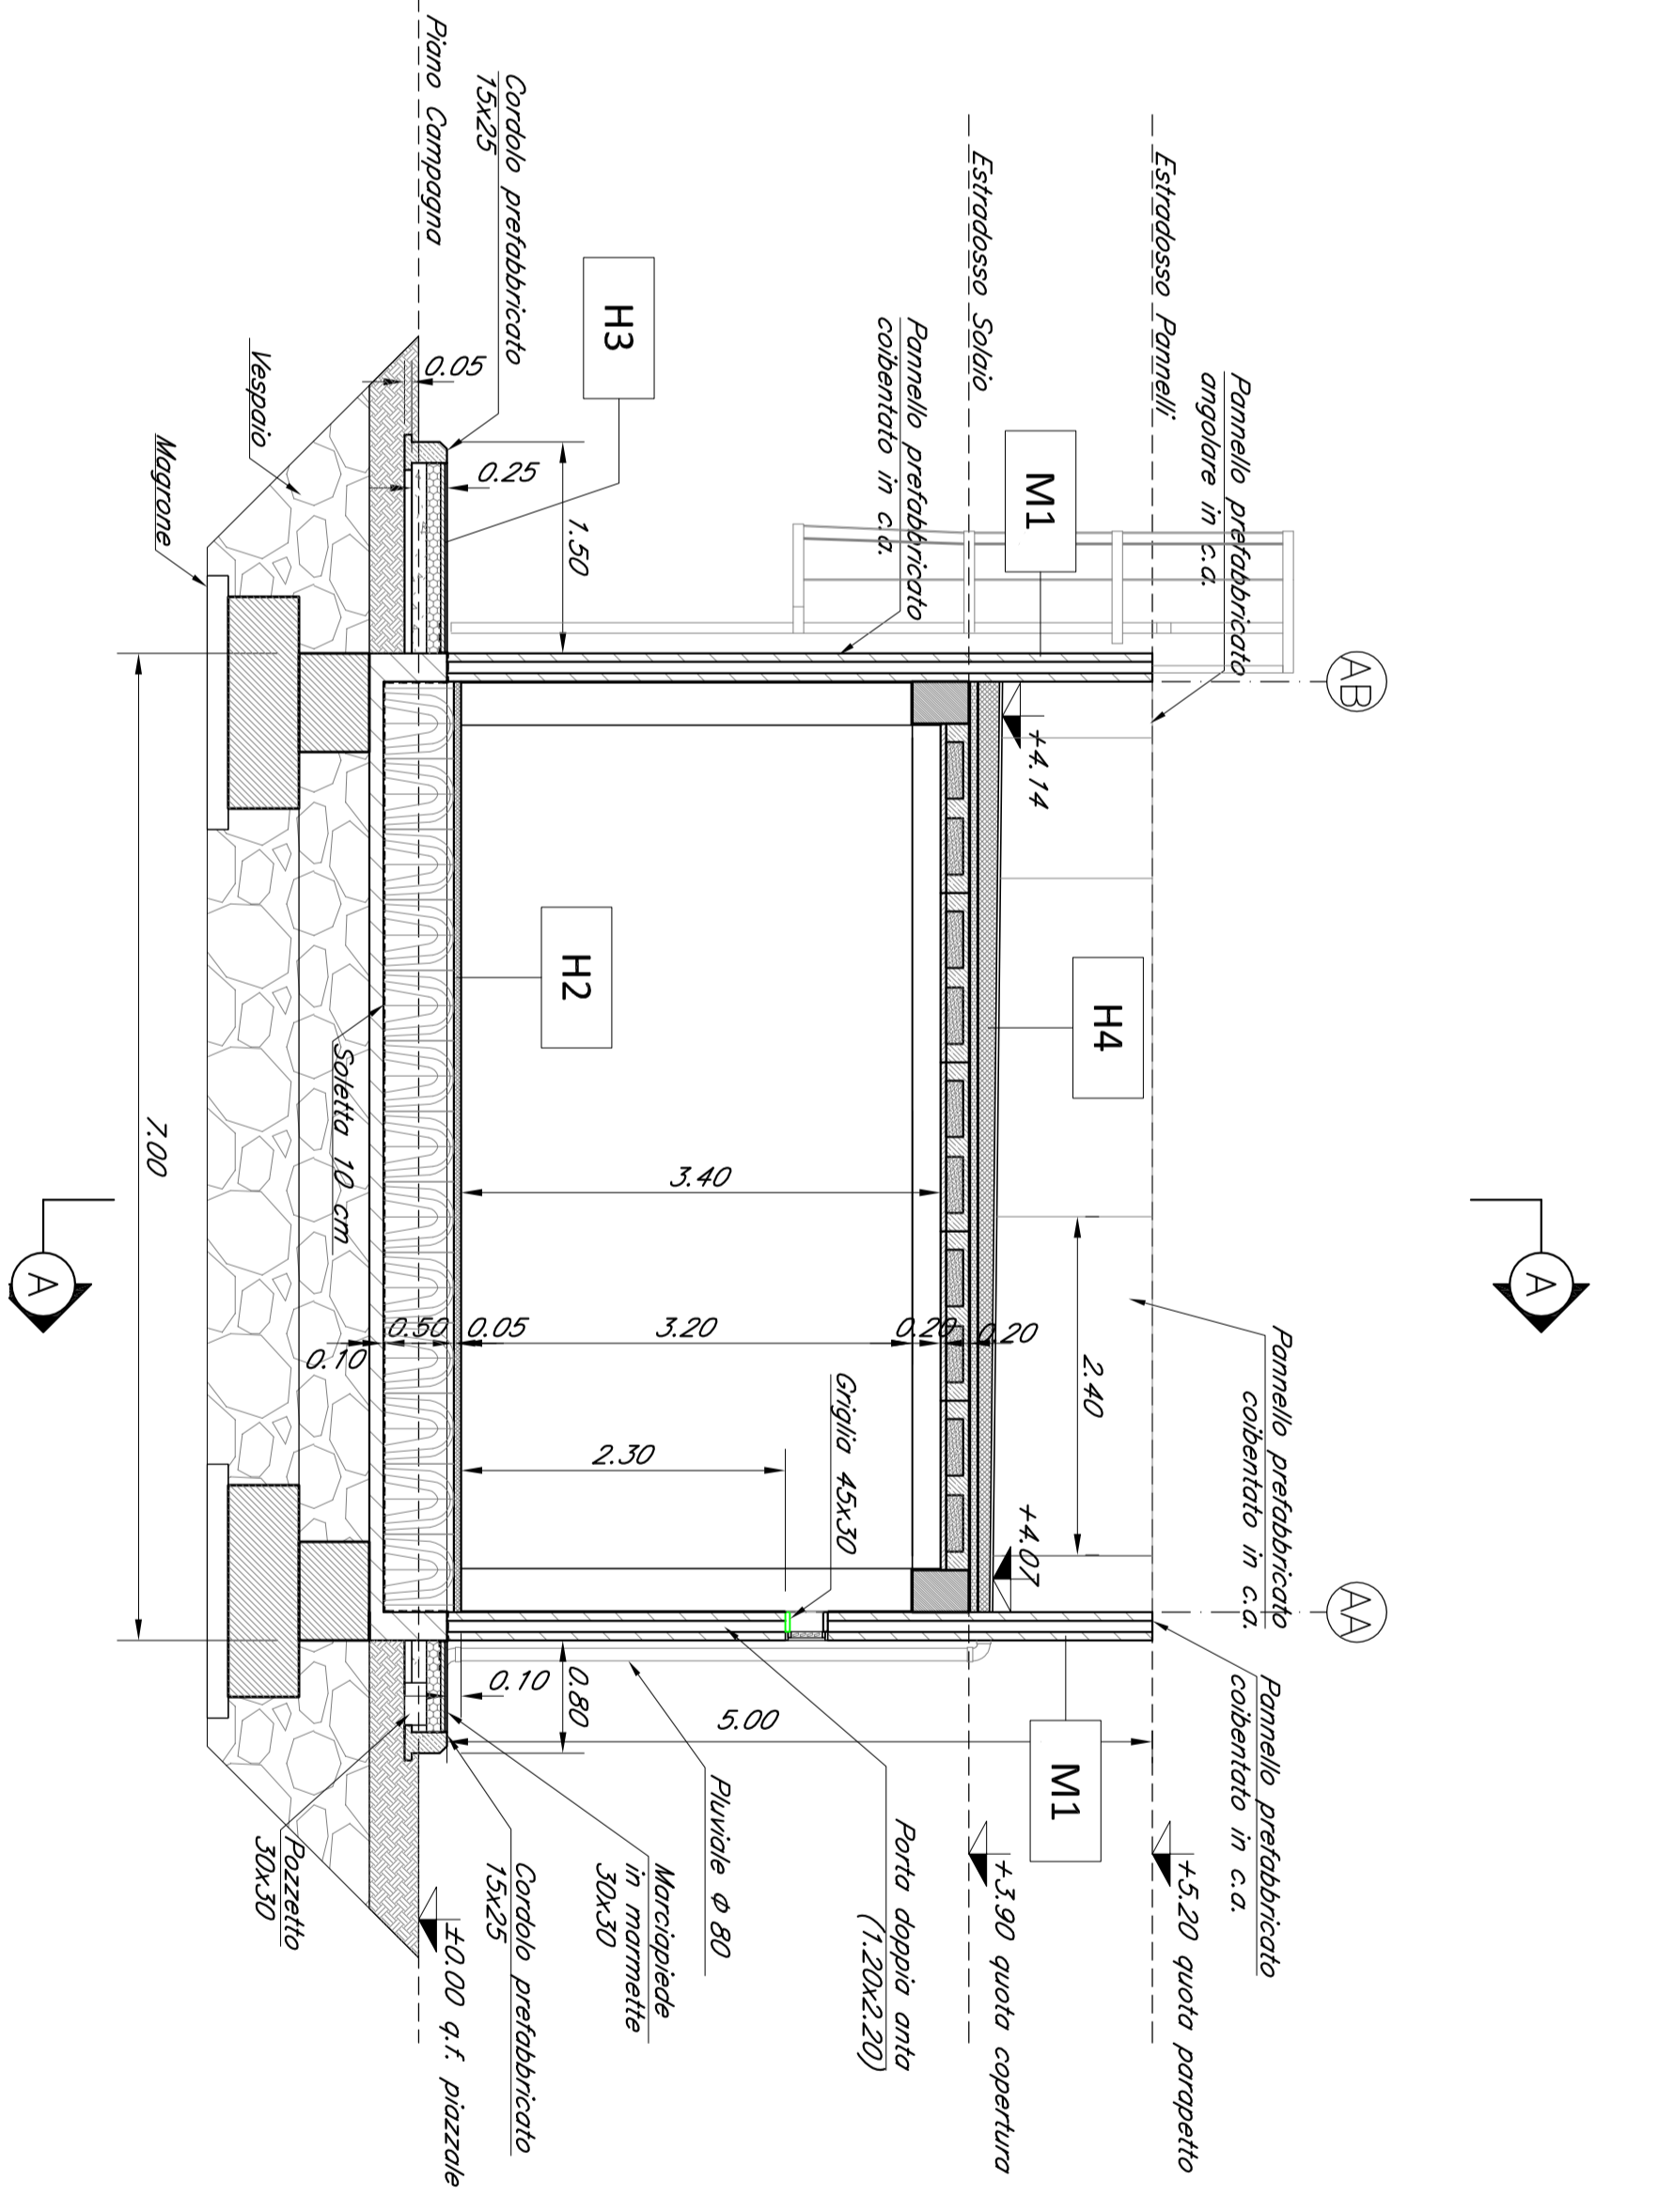 AB
AA
Pannello prefabbricato
angolare in c.a.
Estradosso Pannelli
Pannello prefabbricato
coibentato in c.a.
Pannello prefabbricato
coibentato in c.a.
+5.20 quota parapetto
M1
H4
2.40
M1
+4.14
+4.07
Estradosso Solaio
+3.90 quota copertura
Pannello prefabbricato
coibentato in c.a.
Porta doppia anta
(1.20x2.20)
Griglia 45x30
3.40
0.10
0.50
0.05
3.20
0.20
0.20
2.30
5.00
Pluviale Φ 80
H3
H2
1.50
0.80
Marciapiede
in marmette
30x30
Cordolo prefabbricato
15x25
Cordolo prefabbricato
15x25
0.25
0.10
0.05
Piano Campagna
±0.00 q.f. piazzale
Soletta 10 cm
Pozzetto
30x30
Vespaio
Magrone
7.00
A
A